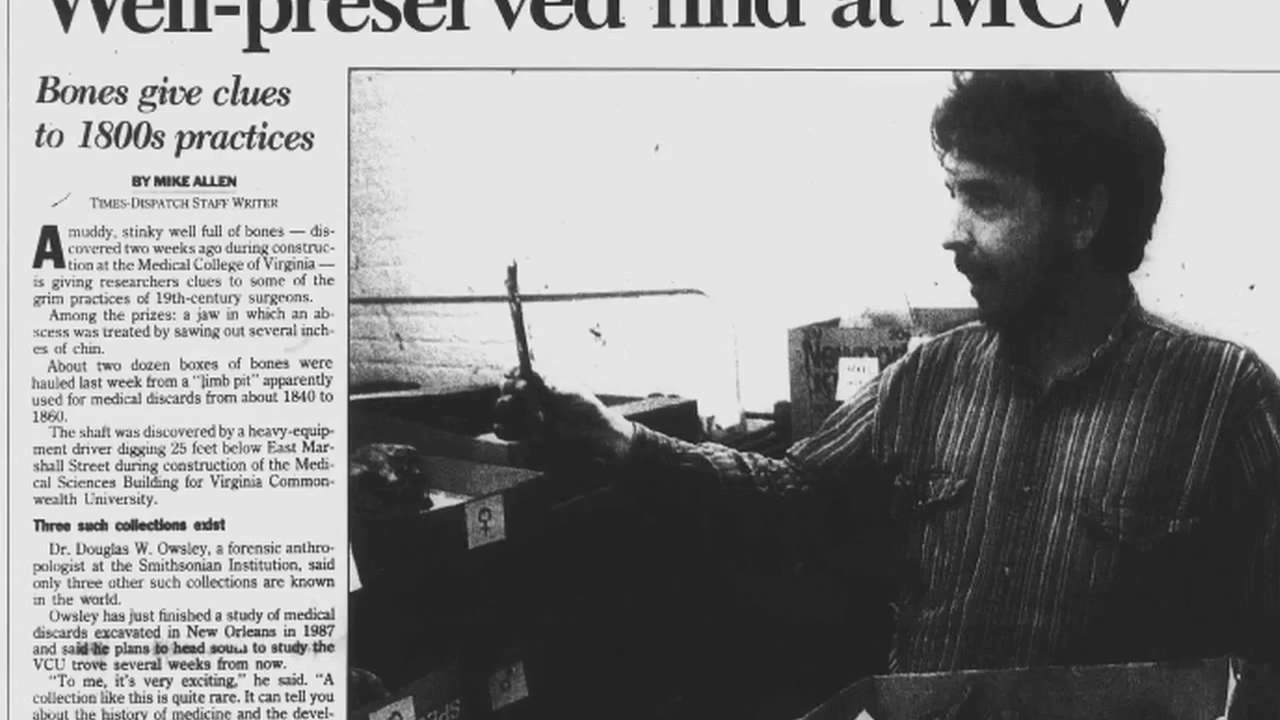 Well-preserved find at MCV
Bones give clues
to 1800s practices
BY MIKE ALLEN
TIMES-DISPATCH STAFF WRITER
A muddy, stinky well full of bones — dis-
covered two weeks ago during construc-
tion at the Medical College of Virginia —
is giving researchers clues to some of the
grim practices of 19th-century surgeons.
Among the prizes: a jaw in which an ab-
scess was treated by sawing out several inch-
es of chin.
About two dozen boxes of bones were
hauled last week from a "limb pit" apparently
used for medical discards from about 1840 to
1860.
The shaft was discovered by a heavy-equip-
ment driver digging 25 feet below East Mar-
shall Street during construction of the Medi-
cal Sciences Building for Virginia Common-
wealth University.
Three such collections exist
Dr. Douglas W. Owsley, a forensic anthro-
pologist at the Smithsonian Institution, said
only three other such collections are known
in the world.
Owsley has just finished a study of medical
discards excavated in New Orleans in 1987
and said he plans to head south to study the
VCU trove several weeks from now.
"To me, it's very exciting," he said. "A
collection like this is quite rare. It can tell you
about the history of medicine and the devel-